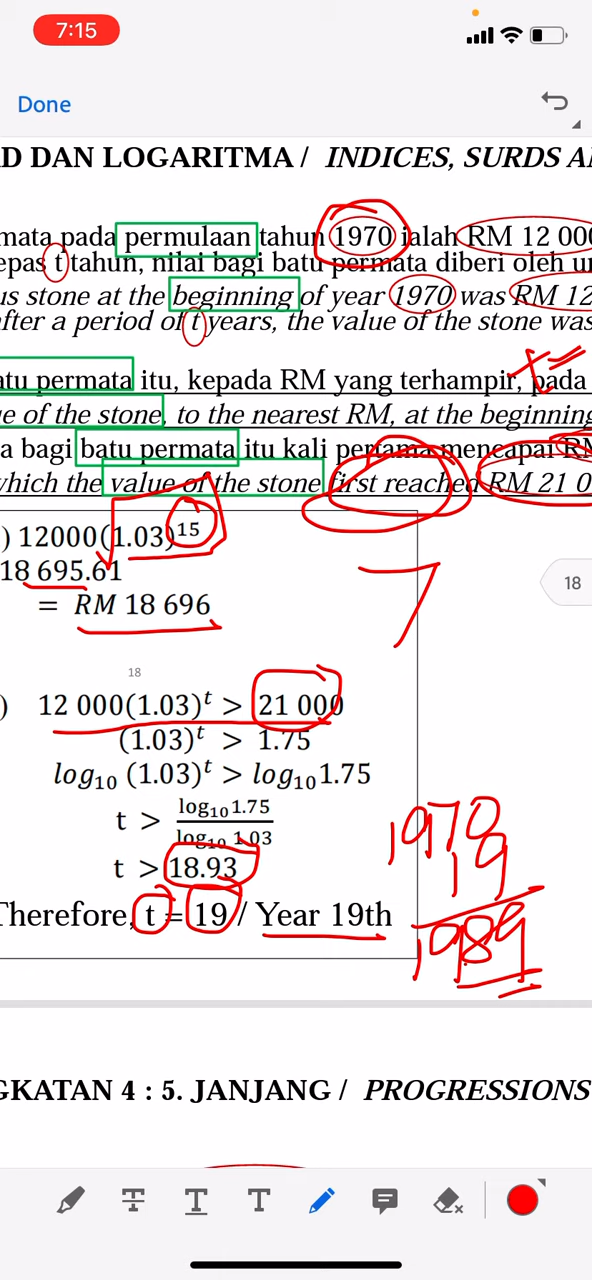 7:15
Done
D DAN LOGARITMA / INDICES, SURDS A
mata pada permulaan tahun 1970 ialah RM 12 000
epas t tahun, nilai bagi batu permata diberi oleh u
us stone at the beginning of year 1970 was RM 12
after a period of t years, the value of the stone was
atu permata itu, kepada RM yang terhampir, pada
e of the stone, to the nearest RM, at the beginning
a bagi batu permata itu kali pertama mencapai RM
which the value of the stone first reached RM 21 0
) 12000(1.03)¹⁵
18 695.61
18
= RM 18 696
7
18
) 12 000(1.03)ᵗ > 21 000
(1.03)ᵗ > 1.75
log₁₀ (1.03)ᵗ > log₁₀1.75
t > log₁₀1.75 / log₁₀ 1.03
t > 18.93
Therefore, t = 19 / Year 19th
1970
19
1989
GKATAN 4 : 5. JANJANG / PROGRESSIONS
T T T